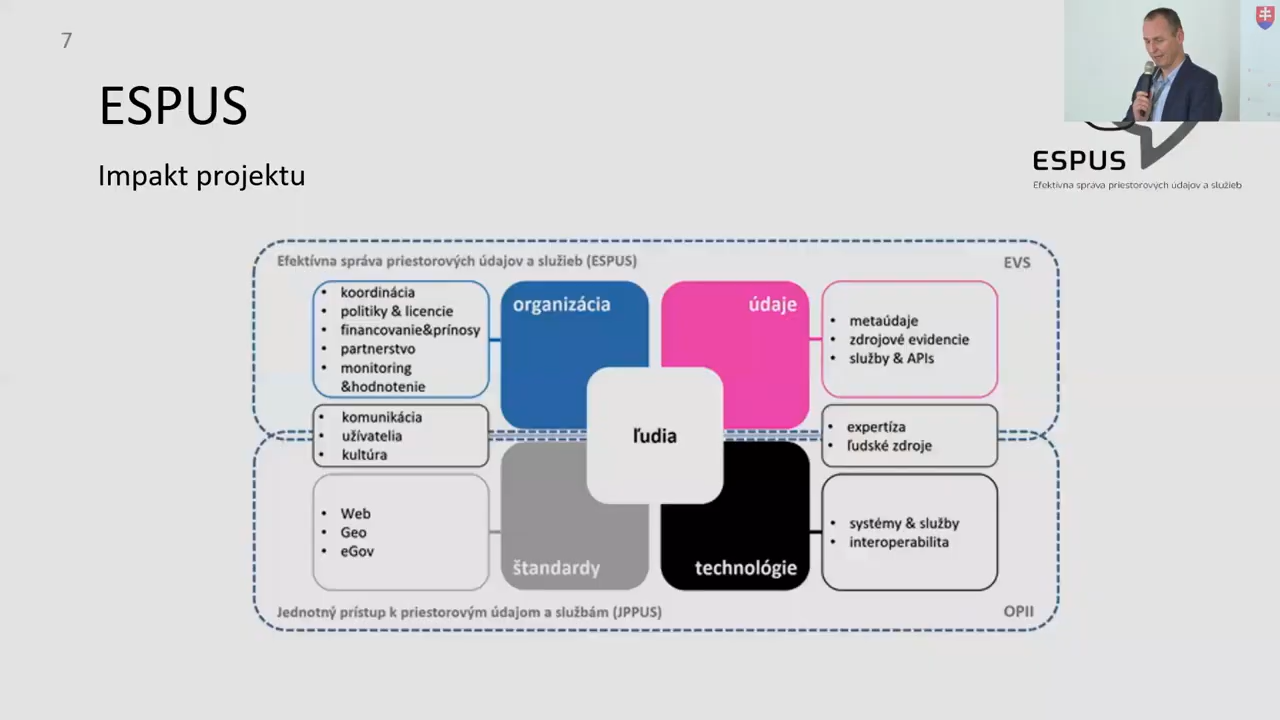 7
ESPUS
Impakt projektu
ESPUS
Efektívna správa priestorových údajov a služieb
Efektívna správa priestorových údajov a služieb (ESPUS)
EVS
• koordinácia
• politiky & licencie
• financovanie&prínosy
• partnerstvo
• monitoring
&hodnotenie
organizácia
údaje
• metaúdaje
• zdrojové evidencie
• služby & APIs
• komunikácia
• užívatelia
• kultúra
ľudia
• expertíza
• ľudské zdroje
• Web
• Geo
• eGov
štandardy
technológie
• systémy & služby
• interoperabilita
Jednotný prístup k priestorovým údajom a službám (JPPUS)
OPII